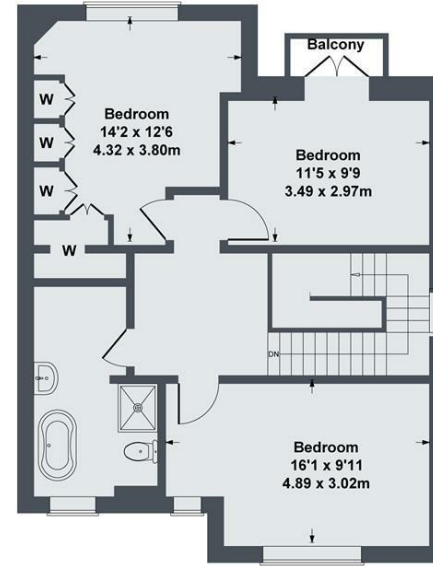 Balcony
Bedroom
14'2 x 12'6
4.32 x 3.80m
W
W
W
W
Bedroom
11'5 x 9'9
3.49 x 2.97m
DN
Bedroom
16'1 x 9'11
4.89 x 3.02m